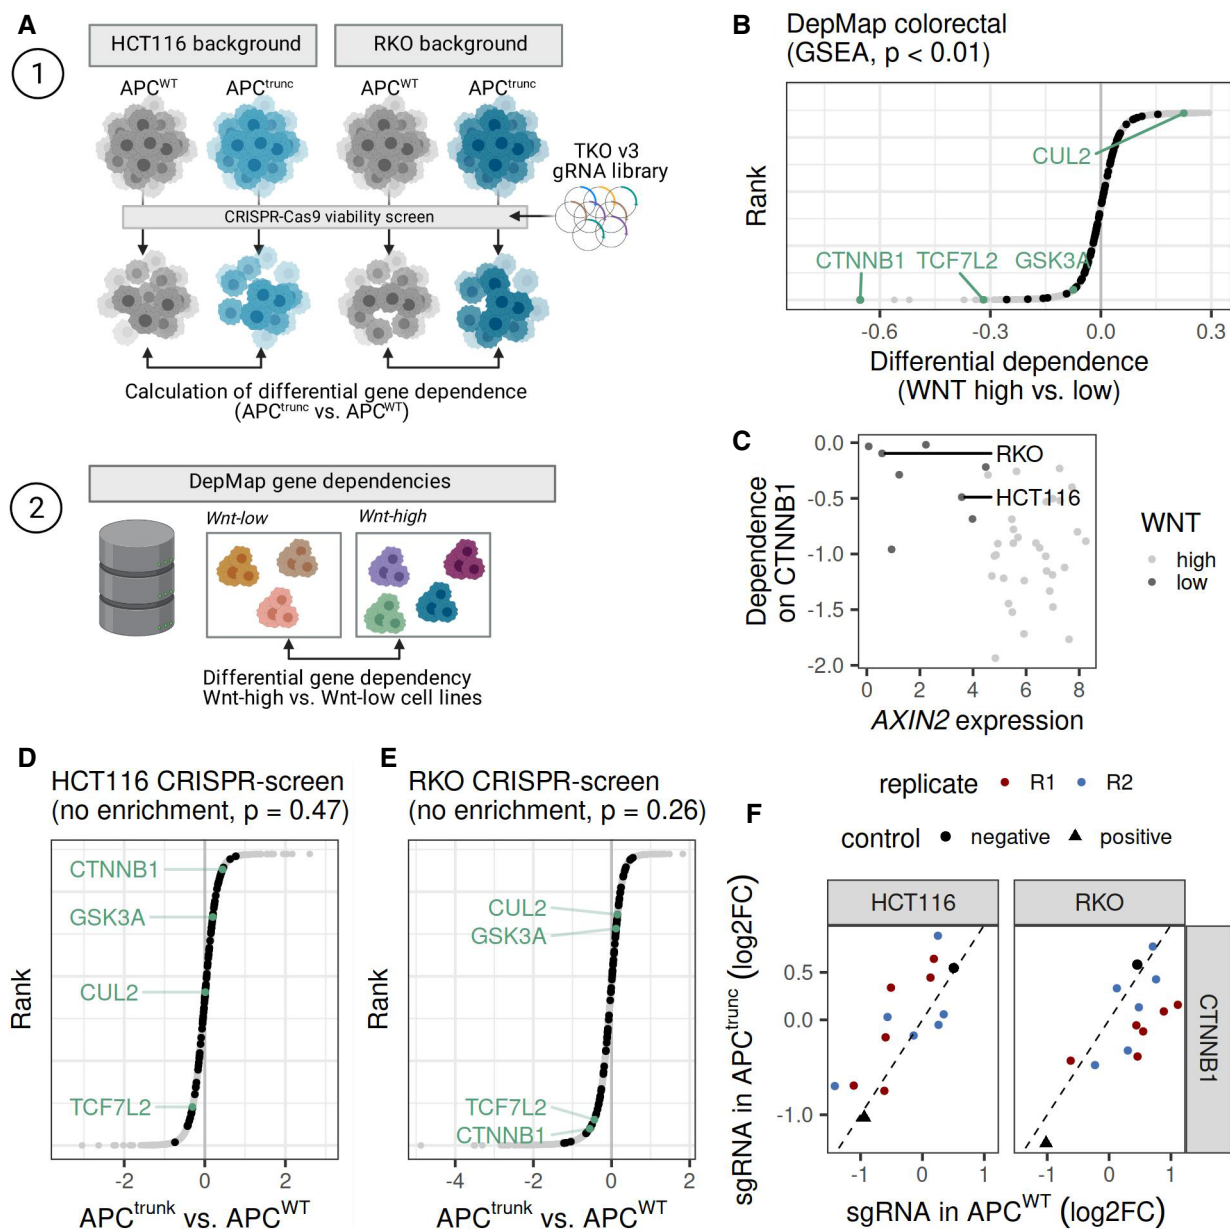 A
1
HCT116 background
RKO background
APCWT
APCtrunc
APCWT
APCtrunc
TKO v3
gRNA library
CRISPR-Cas9 viability screen
Calculation of differential gene dependence
(APCtrunc vs. APCWT)
2
DepMap gene dependencies
Wnt-low
Wnt-high
Differential gene dependency
Wnt-high vs. Wnt-low cell lines
B
DepMap colorectal
(GSEA, p < 0.01)
Rank
CUL2
CTNNB1
TCF7L2
GSK3A
-0.6
-0.3
0.0
0.3
Differential dependence
(WNT high vs. low)
C
Dependence
on CTNNB1
0.0
-0.5
-1.0
-1.5
-2.0
RKO
HCT116
0
2
4
6
8
AXIN2 expression
WNT
high
low
D
HCT116 CRISPR-screen
(no enrichment, p = 0.47)
Rank
CTNNB1
GSK3A
CUL2
TCF7L2
-2
0
2
APCtrunk vs. APCWT
E
RKO CRISPR-screen
(no enrichment, p = 0.26)
Rank
CUL2
GSK3A
TCF7L2
CTNNB1
-4
-2
0
2
APCtrunk vs. APCWT
replicate
R1
R2
F
control
negative
positive
HCT116
RKO
CTNNB1
sgRNA in APCtrunc (log2FC)
0.5
0.0
-1.0
-1
0
1
-1
0
1
sgRNA in APCWT (log2FC)